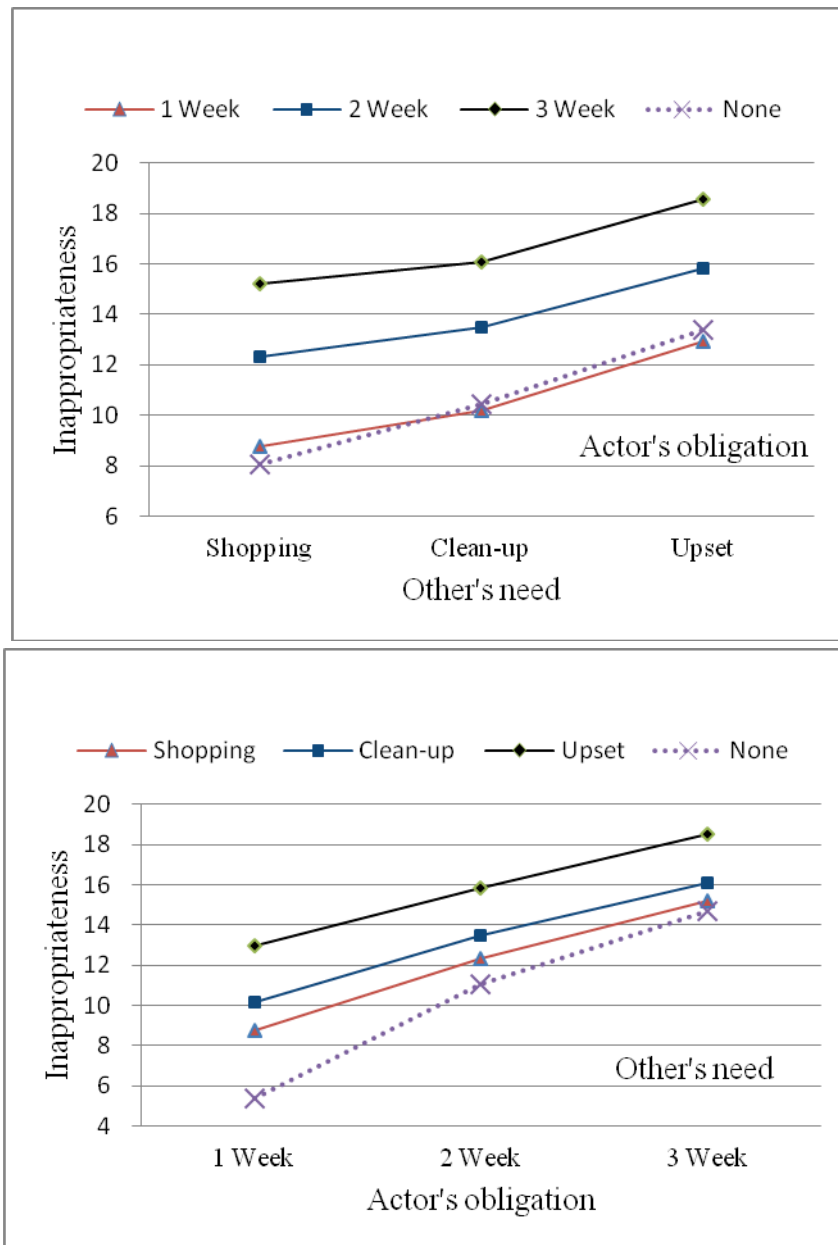 1 Week 2 Week 3 Week None
20
18
16
14
12
10
8
6
Inappropriateness
Actor's obligation
Shopping Clean-up Upset
Other's need
Shopping Clean-up Upset None
20
18
16
14
12
10
8
6
4
Inappropriateness
Other's need
1 Week 2 Week 3 Week
Actor's obligation